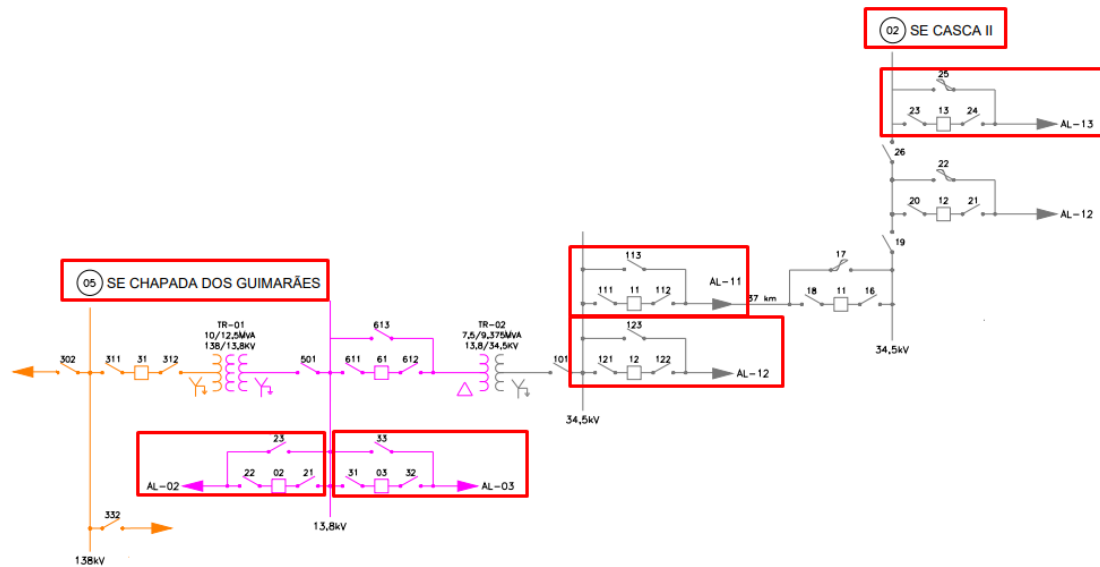 02 SE CASCA II
25
23 13 24 AL-13
26
22
20 12 21 AL-12
19
17
18 11 16
34,5kV
05 SE CHAPADA DOS GUIMARÃES
113
AL-11
37 km
111 11 112
123
121 12 122
AL-12
34,5kV
TR-01
10/12,5MVA
138/13,8KV
613
TR-02
7,5/9,375MVA
13,8/34,5KV
302 311 31 312 501 611 61 612 101
23 33
AL-02 22 02 21 31 03 32 AL-03
13,8kV
332
138kV